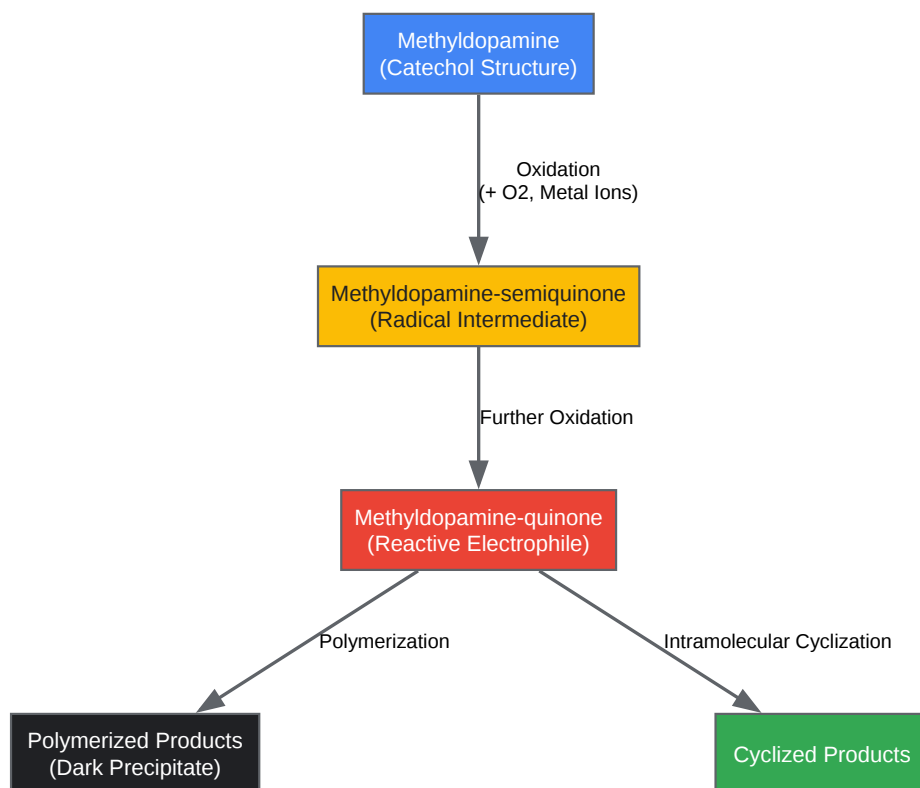 Methyldopamine
(Catechol Structure)
Oxidation
(+ O2, Metal Ions)
Methyldopamine-semiquinone
(Radical Intermediate)
Further Oxidation
Methyldopamine-quinone
(Reactive Electrophile)
Polymerization
Intramolecular Cyclization
Polymerized Products
(Dark Precipitate)
Cyclized Products